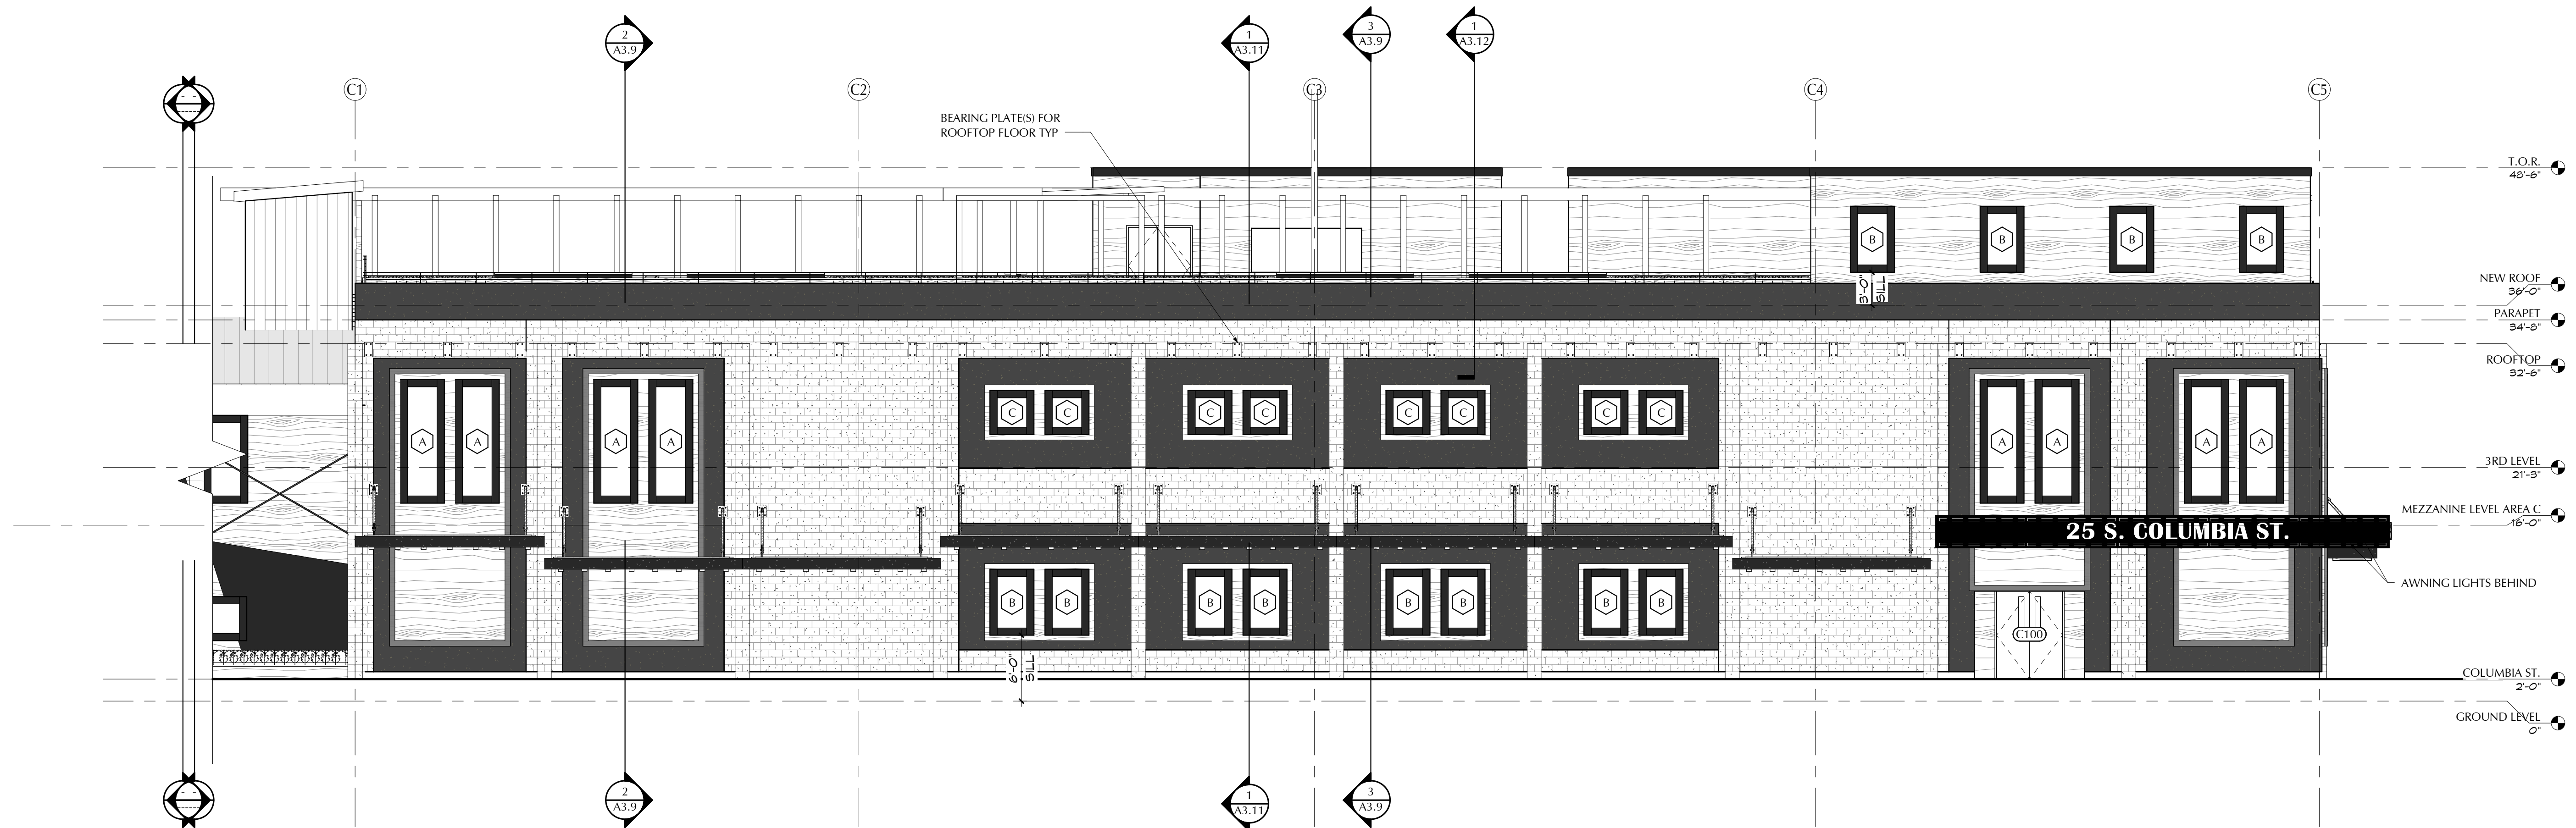 2
A3.9
1
A3.11
3
A3.9
1
A3.12
C1
C2
C3
C4
C5
BEARING PLATE(S) FOR
ROOFTOP FLOOR TYP
T.O.R.
48'-6"
B
B
B
B
3'-0"
SILL
NEW ROOF
36'-0"
PARAPET
34'-8"
ROOFTOP
32'-6"
C
C
C
C
C
C
C
C
A
A
A
A
A
A
A
A
3RD LEVEL
21'-3"
MEZZANINE LEVEL AREA C
16'-0"
25 S. COLUMBIA ST.
AWNING LIGHTS BEHIND
B
B
B
B
B
B
B
B
C100
6'-0"
SILL
COLUMBIA ST.
2'-0"
GROUND LEVEL
0"
2
A3.9
1
A3.11
3
A3.9